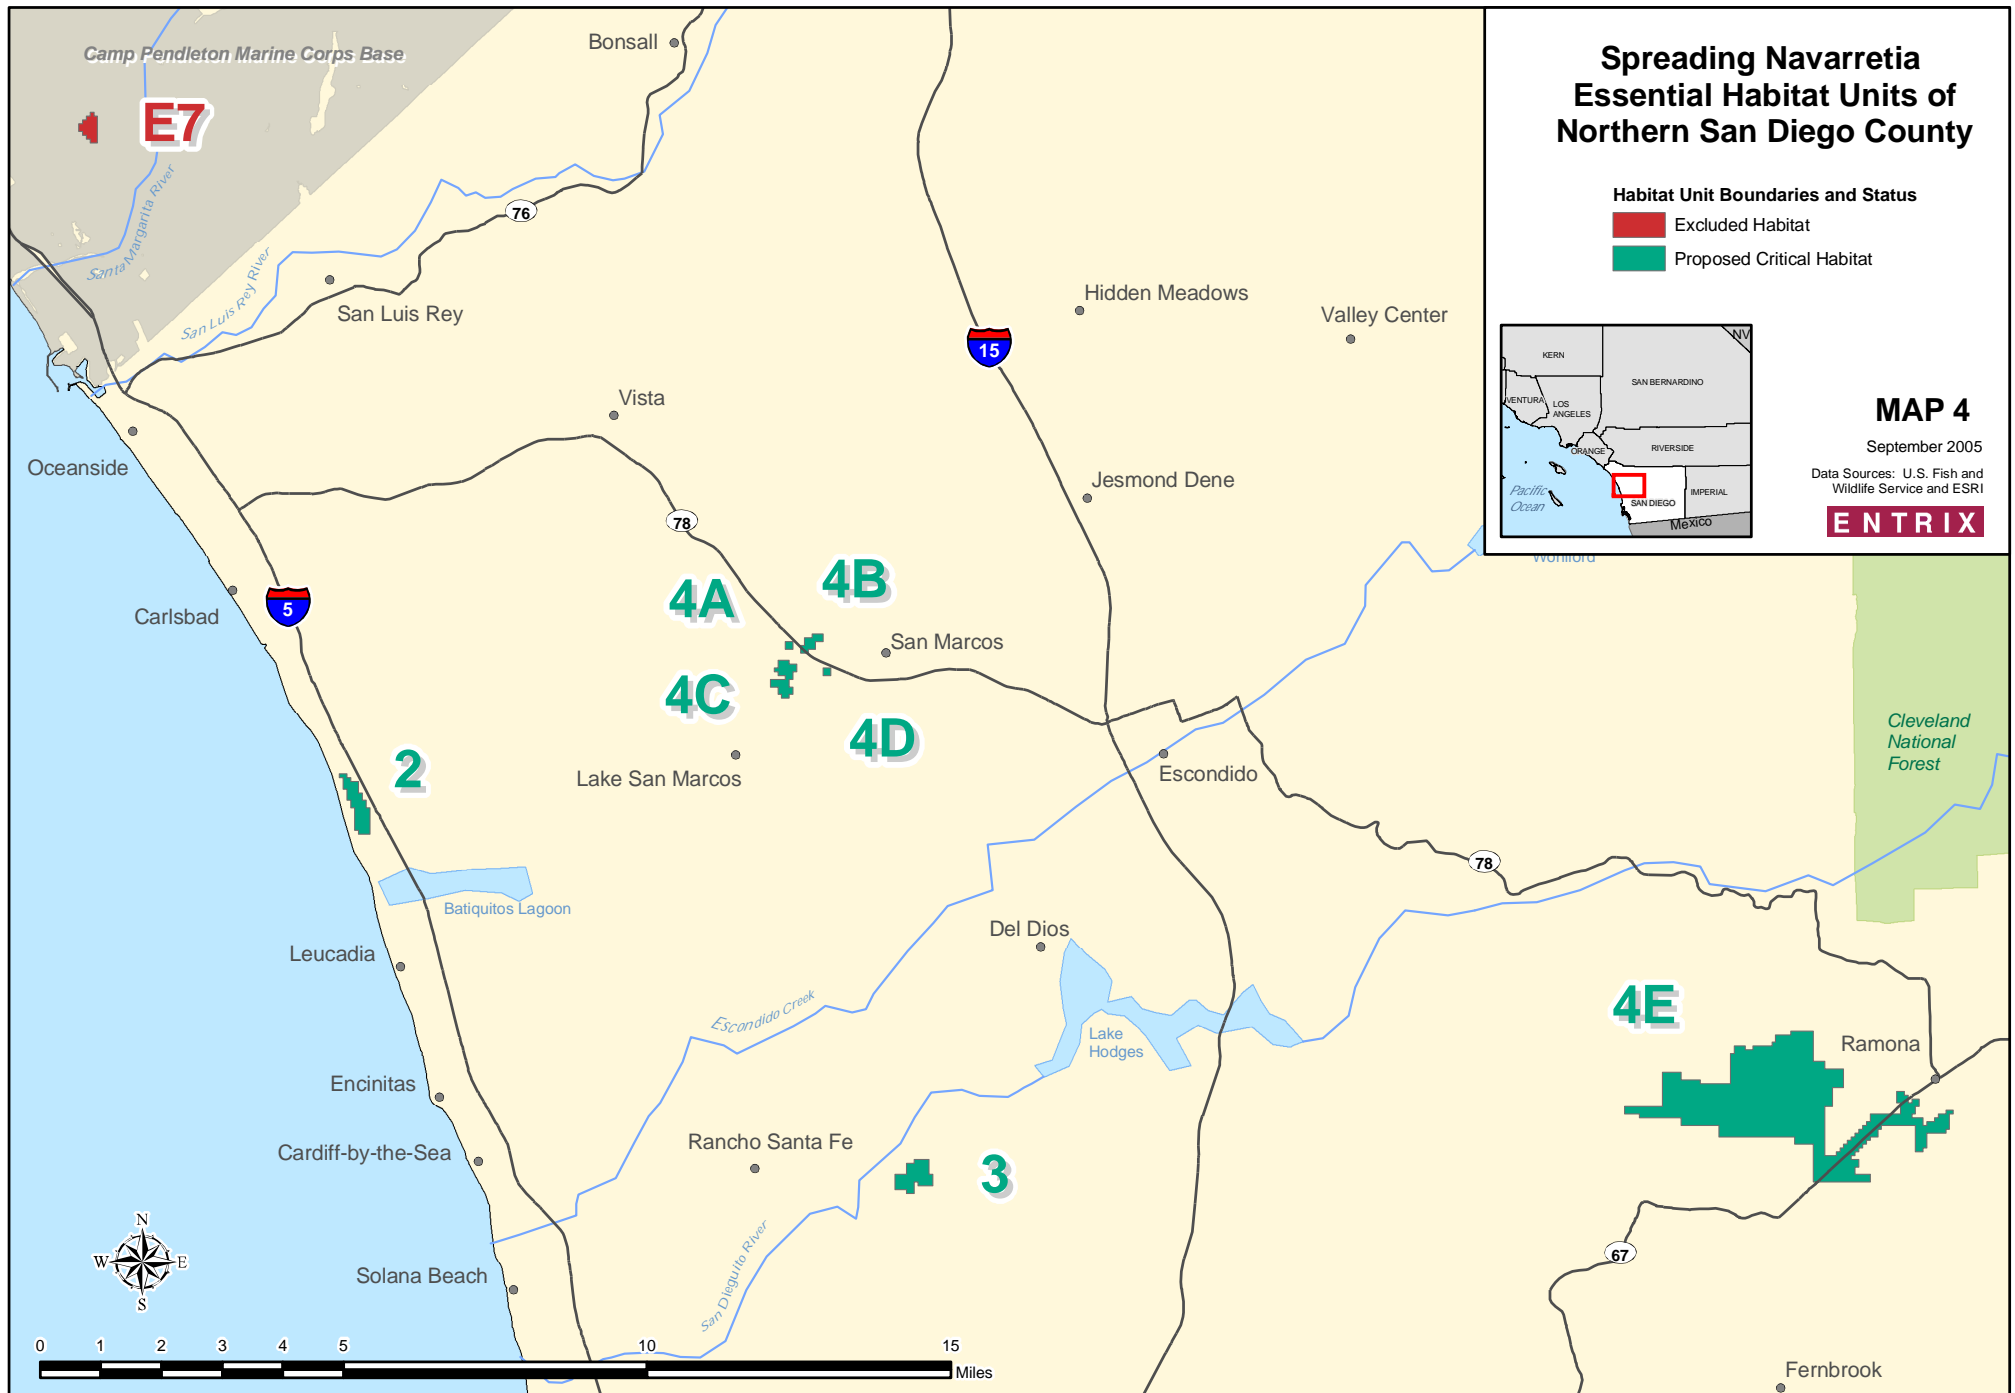 Camp Pendleton Marine Corps Base
Bonsall
E7
Santa Margarita River
San Luis Rey River
76
San Luis Rey
15
Hidden Meadows
Valley Center
Vista
Oceanside
78
Jesmond Dene
Carlsbad
5
4A
4B
San Marcos
4C
4D
Lake San Marcos
2
Escondido
Wohlford
Cleveland
National
Forest
78
Batiquitos Lagoon
Leucadia
Del Dios
Escondido Creek
Lake
Hodges
4E
Ramona
Encinitas
Rancho Santa Fe
Cardiff-by-the-Sea
3
San Dieguito River
67
Solana Beach
Fernbrook
N
W
E
S
0 1 2 3 4 5 10 15
Miles
Spreading Navarretia
Essential Habitat Units of
Northern San Diego County
Habitat Unit Boundaries and Status
Excluded Habitat
Proposed Critical Habitat
NV
KERN
SAN BERNARDINO
VENTURA
LOS
ANGELES
ORANGE
RIVERSIDE
SAN DIEGO
IMPERIAL
Pacific
Ocean
Mexico
MAP 4
September 2005
Data Sources: U.S. Fish and
Wildlife Service and ESRI
ENTRIX